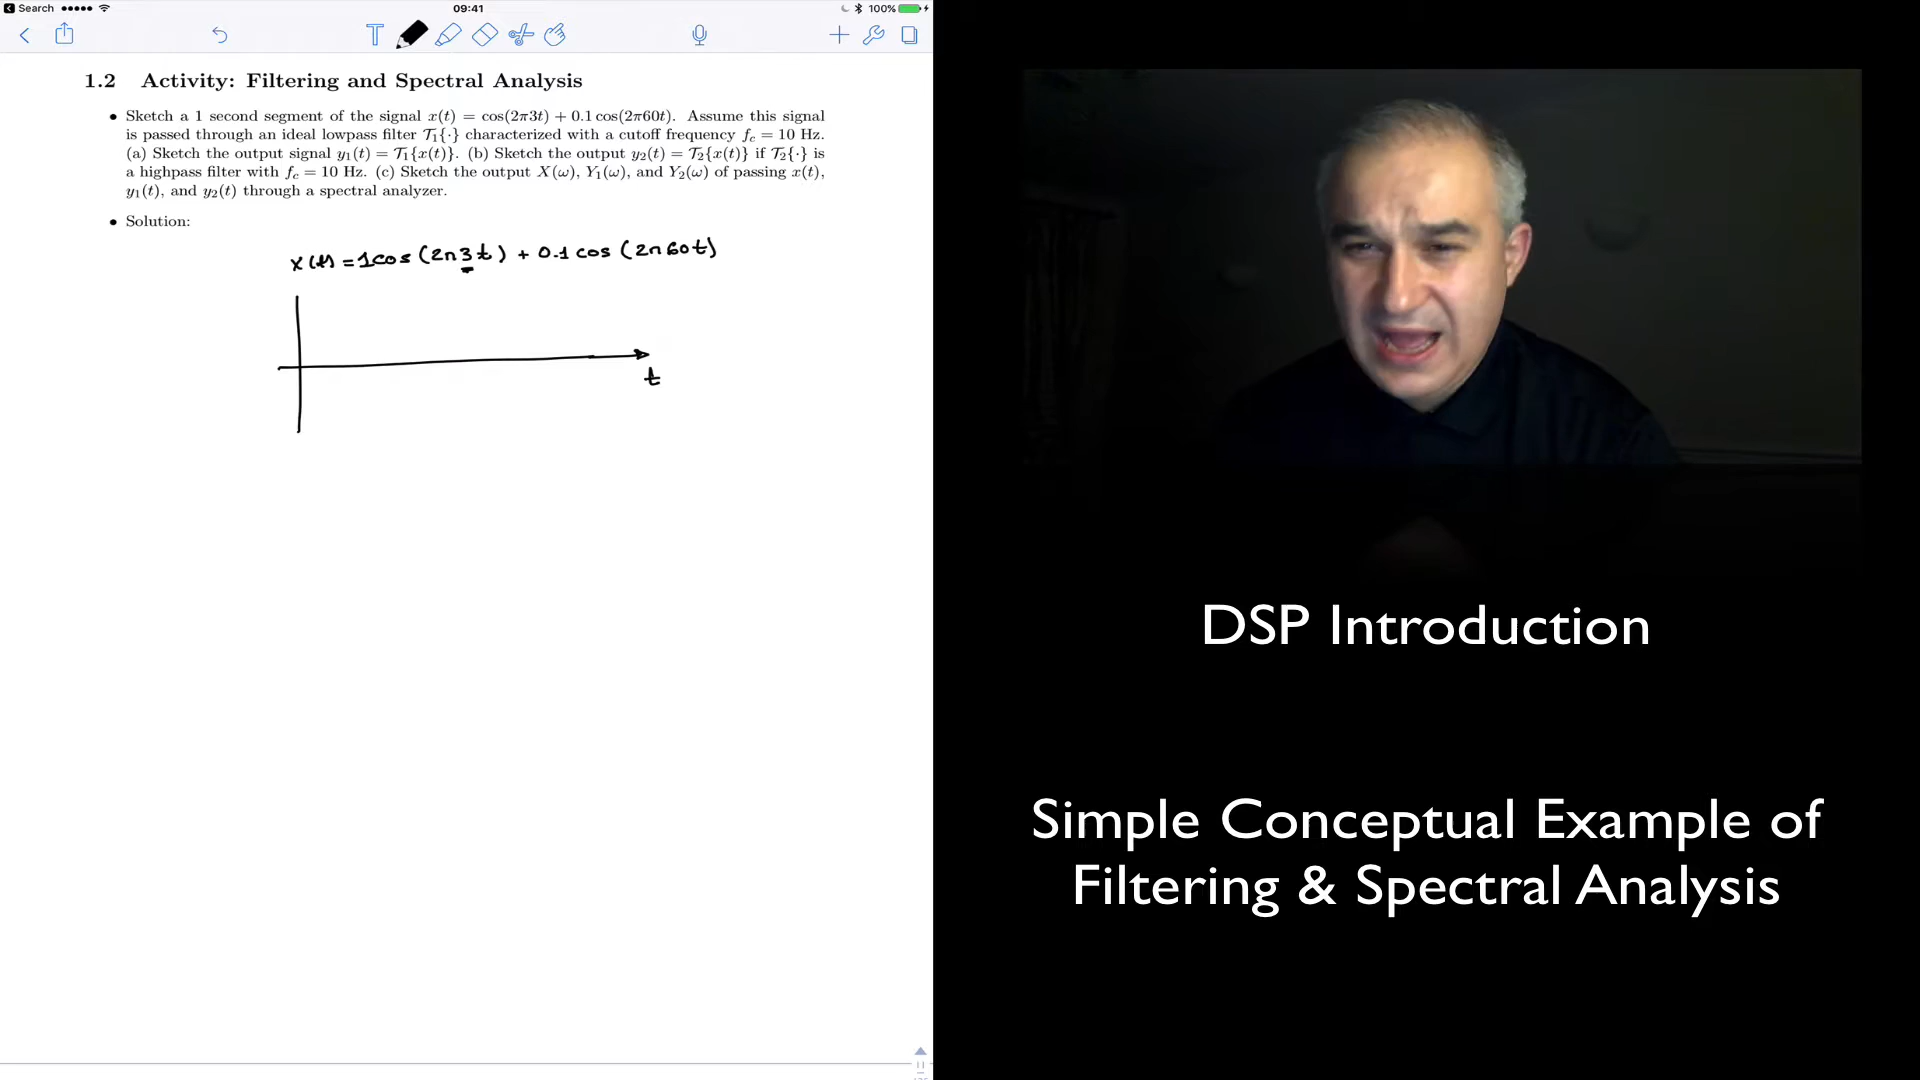 Search
09:41
100%
1.2 Activity: Filtering and Spectral Analysis
• Sketch a 1 second segment of the signal x(t) = cos(2π3t) + 0.1 cos(2π60t). Assume this signal
is passed through an ideal lowpass filter 𝒯₁{·} characterized with a cutoff frequency f_c = 10 Hz.
(a) Sketch the output signal y₁(t) = 𝒯₁{x(t)}. (b) Sketch the output y₂(t) = 𝒯₂{x(t)} if 𝒯₂{·} is
a highpass filter with f_c = 10 Hz. (c) Sketch the output X(ω), Y₁(ω), and Y₂(ω) of passing x(t),
y₁(t), and y₂(t) through a spectral analyzer.
• Solution:
x(t) = 1cos(2π3t) + 0.1 cos(2π60t)
t
DSP Introduction
Simple Conceptual Example of
Filtering & Spectral Analysis